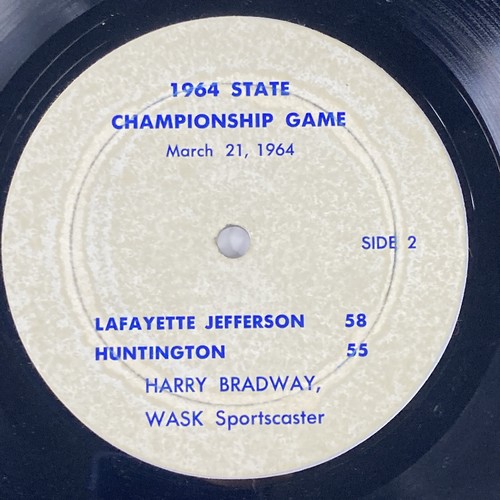 1964 STATE
CHAMPIONSHIP GAME
March 21, 1964
SIDE 2
LAFAYETTE JEFFERSON 58
HUNTINGTON 55
HARRY BRADWAY,
WASK Sportscaster